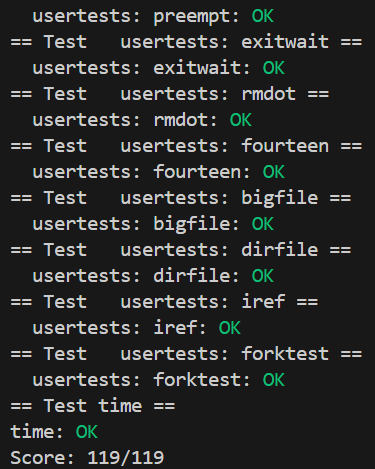 usertests: preempt: OK
== Test   usertests: exitwait ==
  usertests: exitwait: OK
== Test   usertests: rmdot ==
  usertests: rmdot: OK
== Test   usertests: fourteen ==
  usertests: fourteen: OK
== Test   usertests: bigfile ==
  usertests: bigfile: OK
== Test   usertests: dirfile ==
  usertests: dirfile: OK
== Test   usertests: iref ==
  usertests: iref: OK
== Test   usertests: forktest ==
  usertests: forktest: OK
== Test time ==
time: OK
Score: 119/119